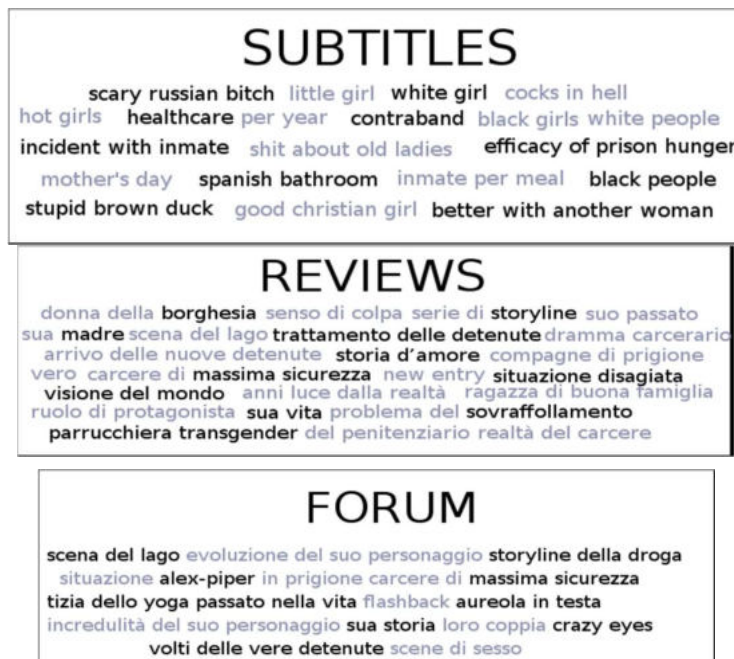 SUBTITLES
scary russian bitch little girl white girl cocks in hell
hot girls healthcare per year contraband black girls white people
incident with inmate shit about old ladies efficacy of prison hunger
mother's day spanish bathroom inmate per meal black people
stupid brown duck good christian girl better with another woman
REVIEWS
donna della borghesia senso di colpa serie di storyline suo passato
sua madre scena del lago trattamento delle detenute dramma carcerario
arrivo delle nuove detenute storia d'amore compagne di prigione
vero carcere di massima sicurezza new entry situazione disagiata
visione del mondo anni luce dalla realtà ragazza di buona famiglia
ruolo di protagonista sua vita problema del sovraffollamento
parrucchiera transgender del penitenziario realtà del carcere
FORUM
scena del lago evoluzione del suo personaggio storyline della droga
situazione alex-piper in prigione carcere di massima sicurezza
tizia dello yoga passato nella vita flashback aureola in testa
incredulità del suo personaggio sua storia loro coppia crazy eyes
volti delle vere detenute scene di sesso